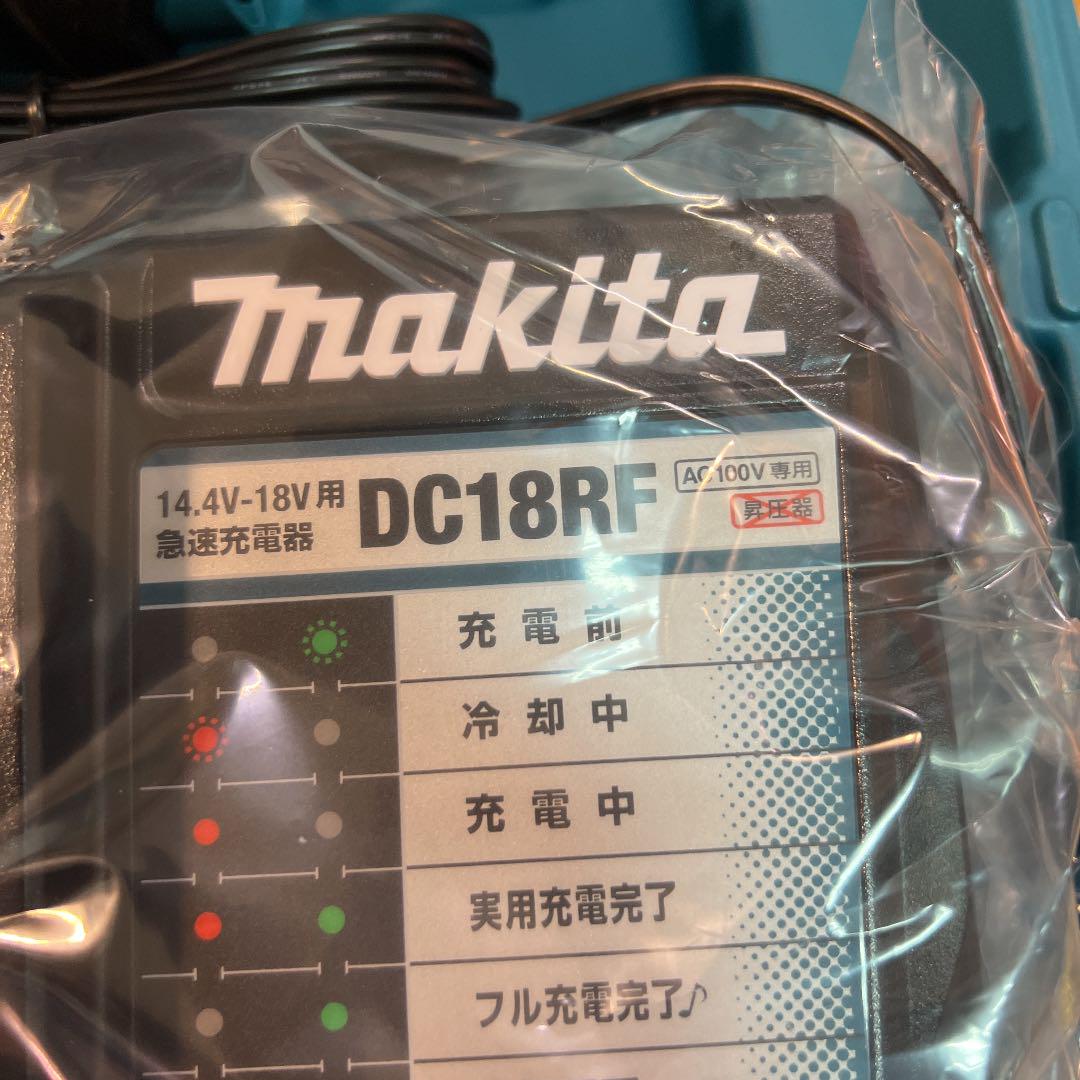 makita
14.4V-18V用
急速充電器
DC18RF
AC100V専用
昇圧器
充電前
冷却中
充電中
実用充電完了
フル充電完了♪